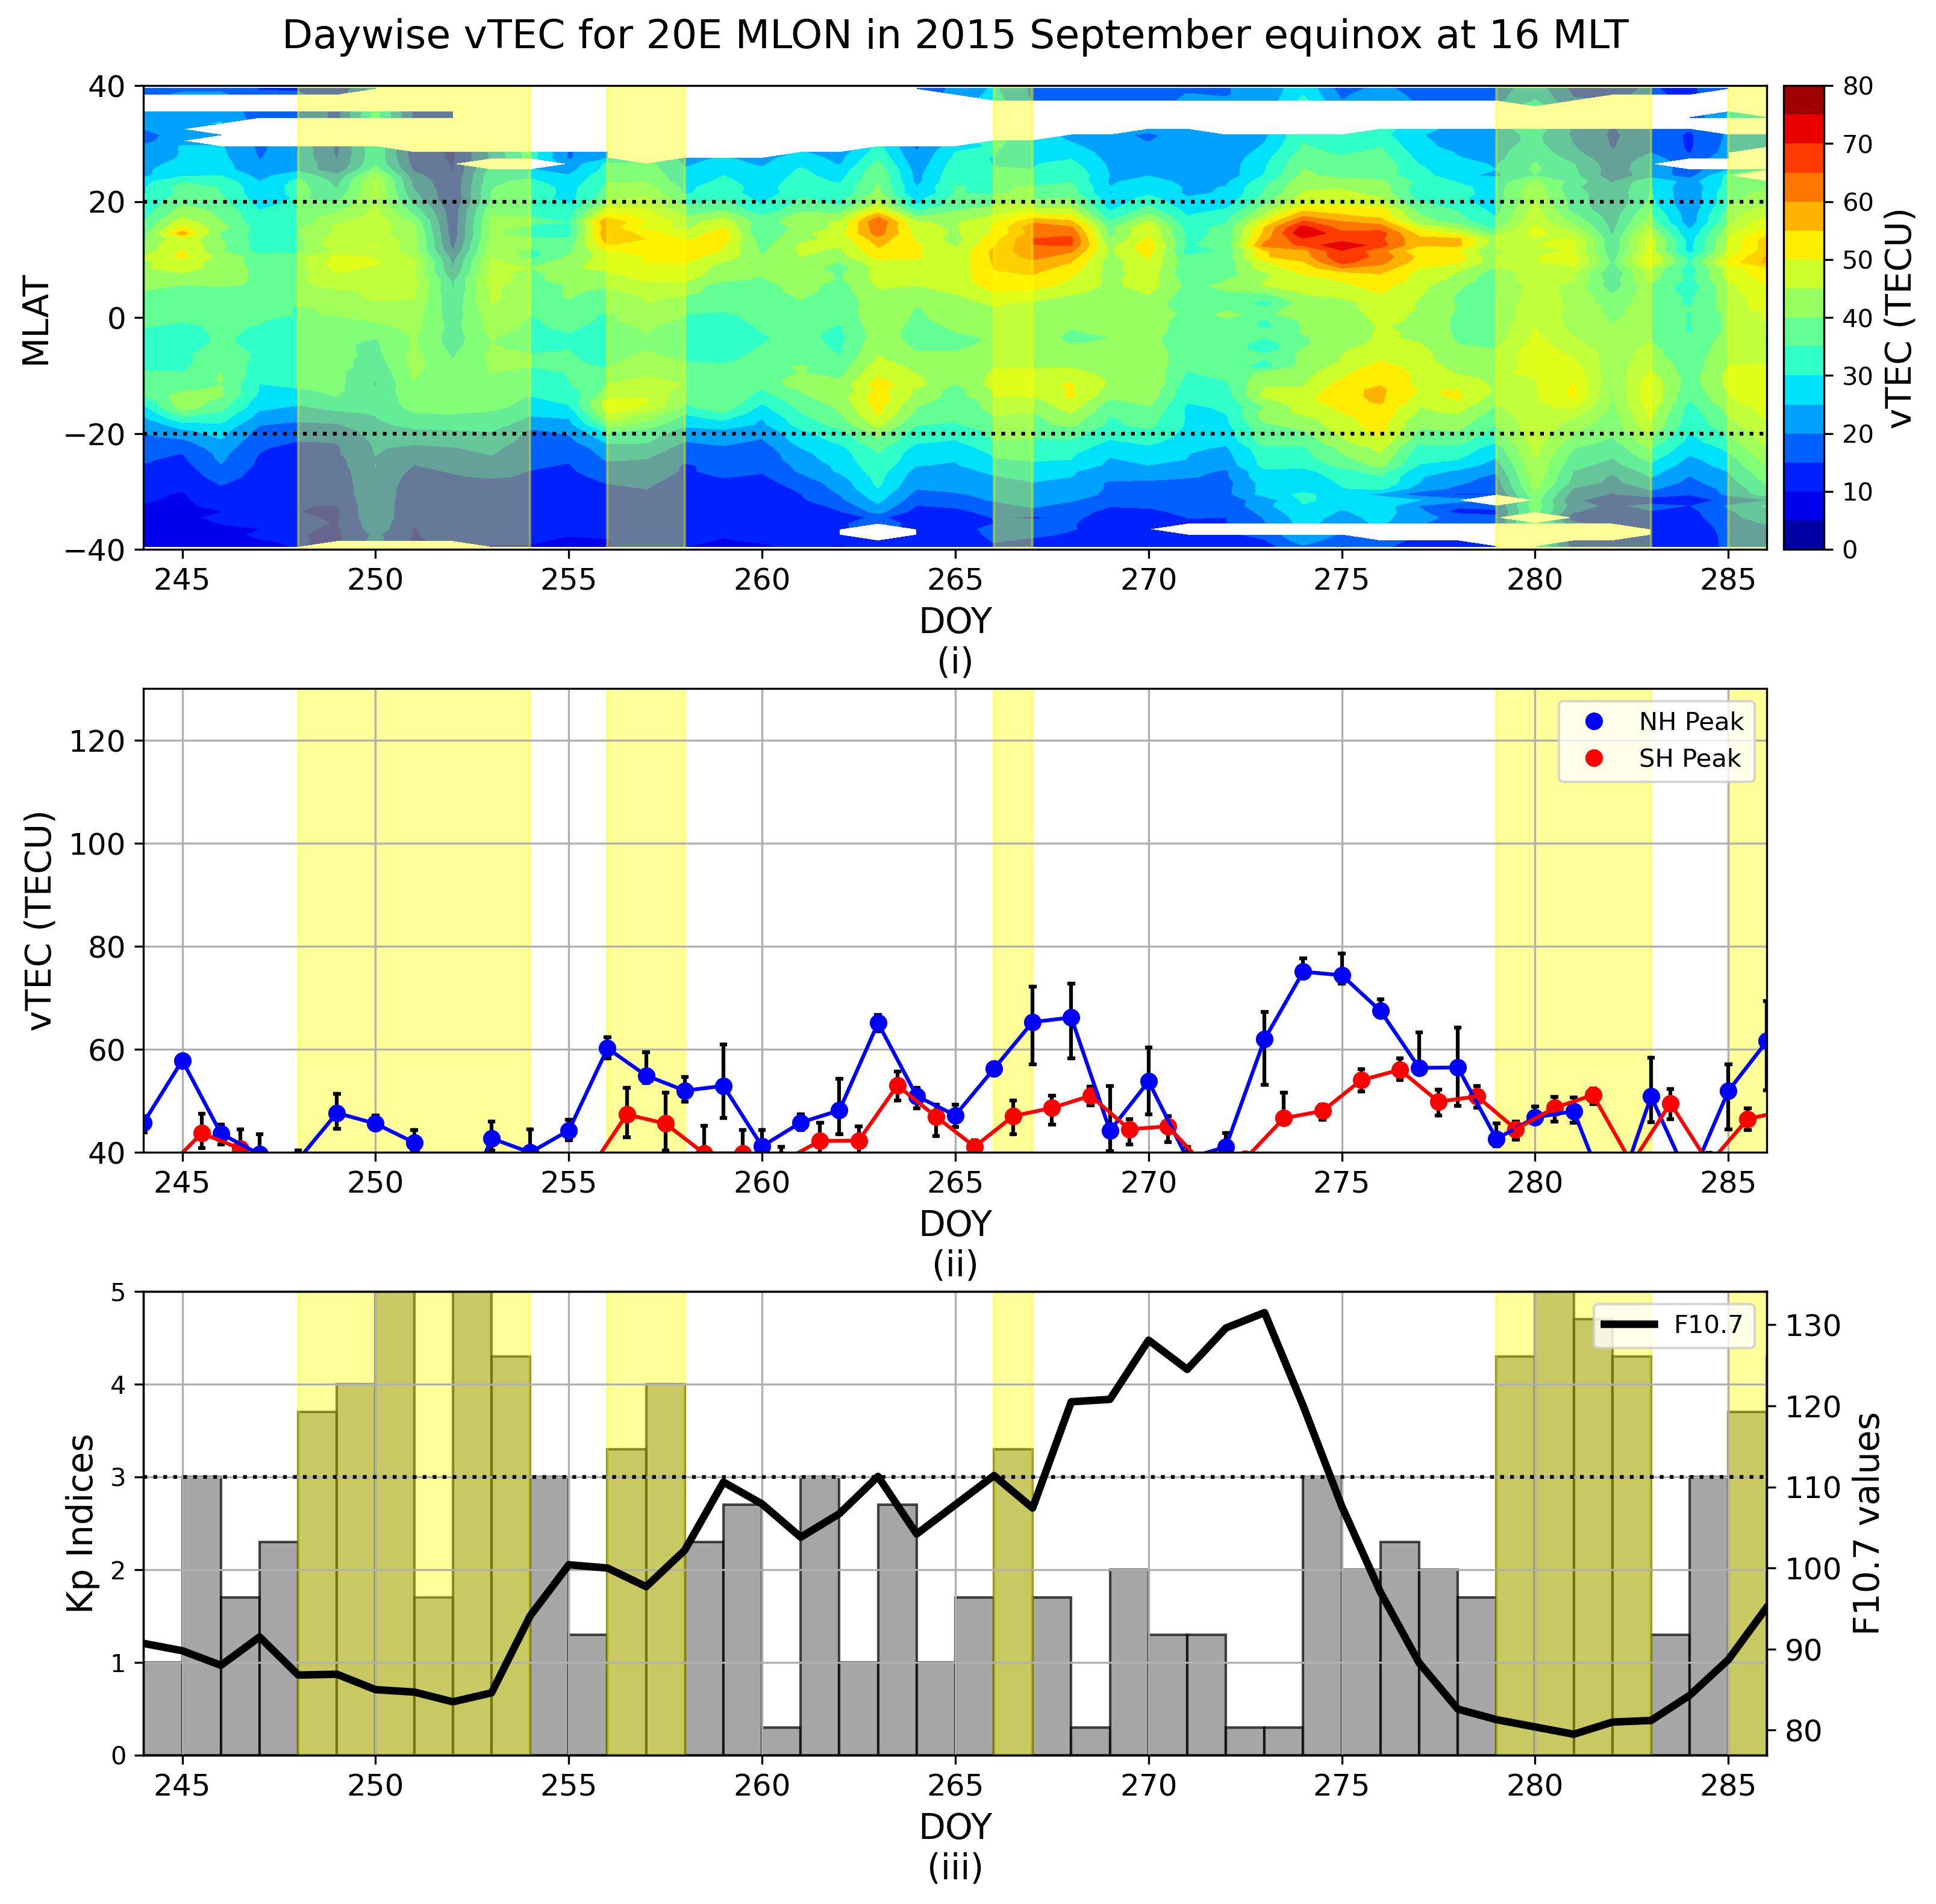 Daywise vTEC for 20E MLON in 2015 September equinox at 16 MLT
40
20
0
−20
−40
MLAT
245 250 255 260 265 270 275 280 285
DOY
(i)
80
70
60
50
40
30
20
10
0
vTEC (TECU)
120
100
80
60
40
vTEC (TECU)
NH Peak
SH Peak
245 250 255 260 265 270 275 280 285
DOY
(ii)
5
4
3
2
1
0
Kp Indices
F10.7
130
120
110
100
90
80
F10.7 values
245 250 255 260 265 270 275 280 285
DOY
(iii)